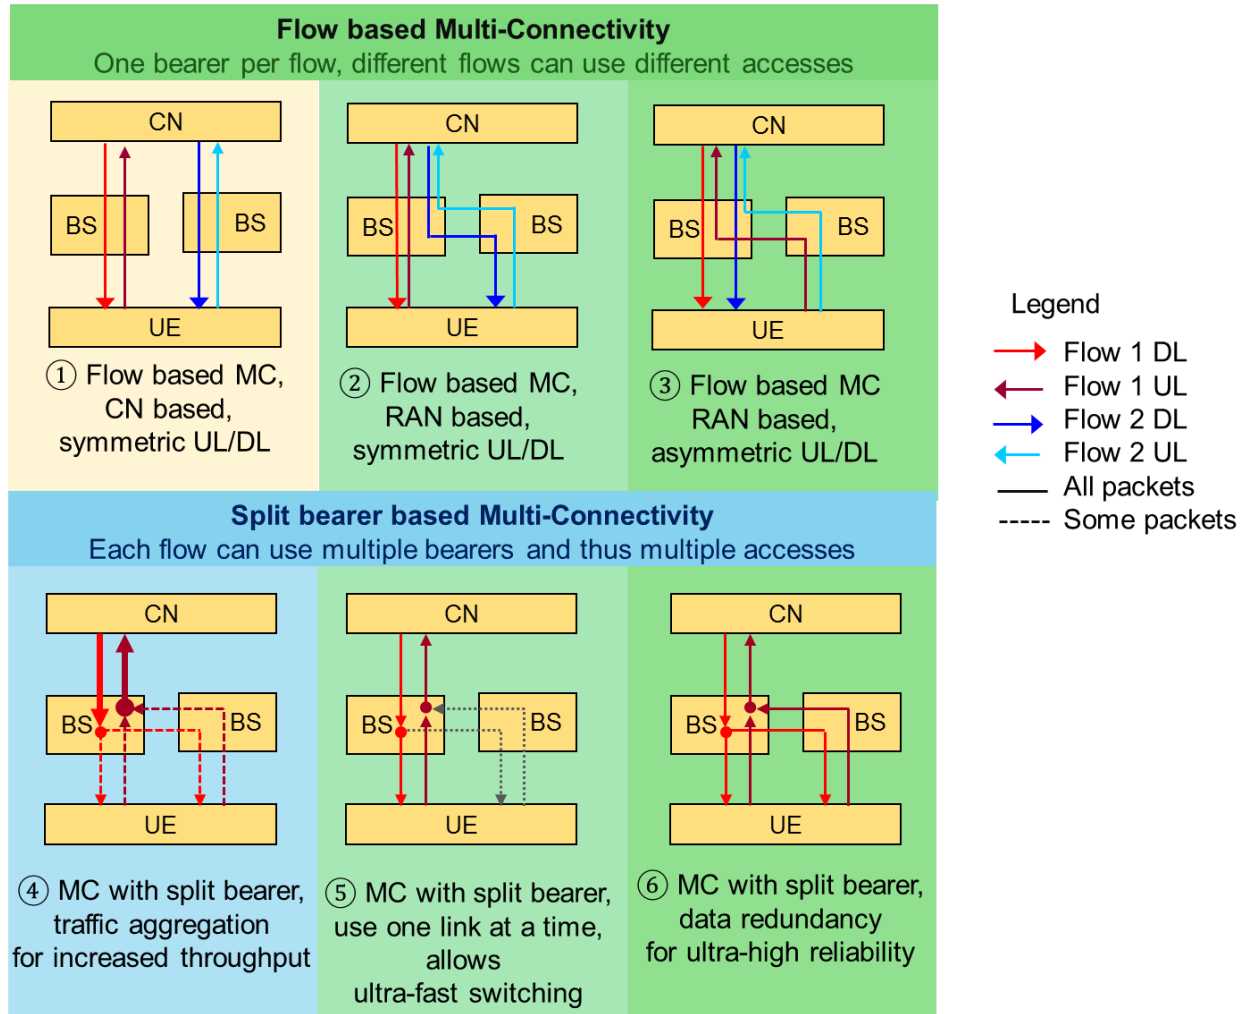 Flow based Multi-Connectivity
One bearer per flow, different flows can use different accesses
CN
BS
BS
UE
① Flow based MC,
CN based,
symmetric UL/DL
CN
BS
BS
UE
② Flow based MC,
RAN based,
symmetric UL/DL
CN
BS
BS
UE
③ Flow based MC
RAN based,
asymmetric UL/DL
Legend
Flow 1 DL
Flow 1 UL
Flow 2 DL
Flow 2 UL
All packets
Some packets
Split bearer based Multi-Connectivity
Each flow can use multiple bearers and thus multiple accesses
CN
BS
BS
UE
④ MC with split bearer,
traffic aggregation
for increased throughput
CN
BS
BS
UE
⑤ MC with split bearer,
use one link at a time,
allows
ultra-fast switching
CN
BS
BS
UE
⑥ MC with split bearer,
data redundancy
for ultra-high reliability